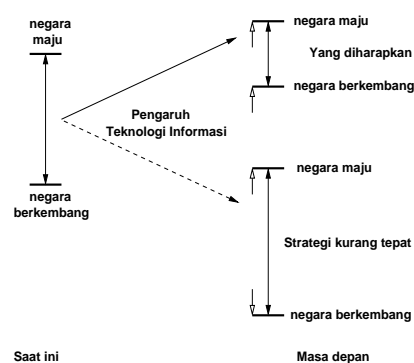 negara
maju
negara
berkembang
Pengaruh
Teknologi Informasi
negara maju
Yang diharapkan
negara berkembang
negara maju
Strategi kurang tepat
negara berkembang
Saat ini
Masa depan